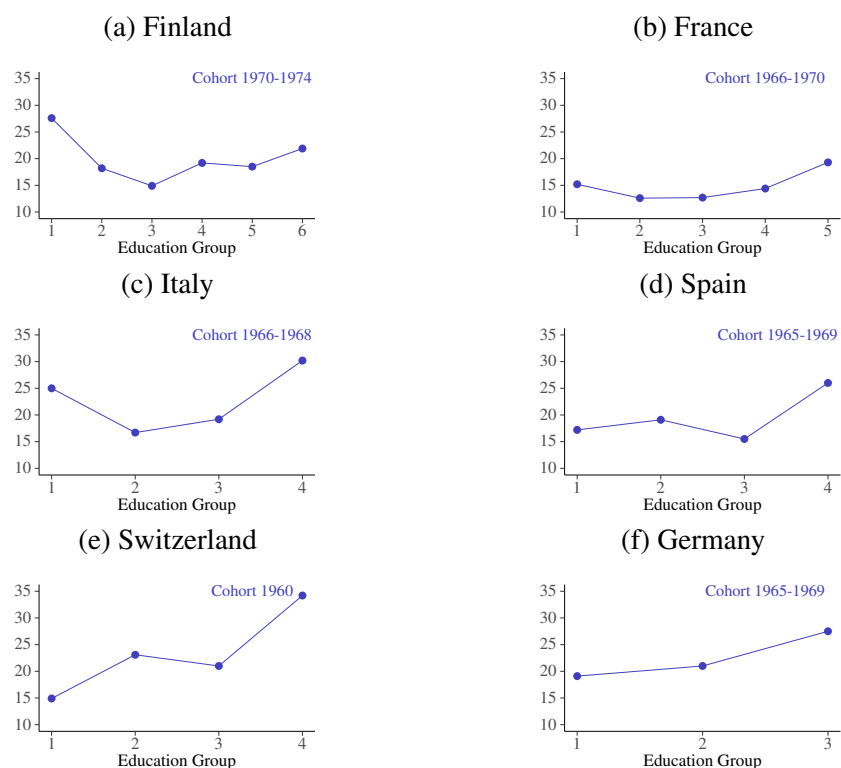 (a) Finland
Cohort 1970-1974
35
30
25
20
15
10
1 2 3 4 5 6
Education Group
(b) France
Cohort 1966-1970
35
30
25
20
15
10
1 2 3 4 5
Education Group
(c) Italy
Cohort 1966-1968
35
30
25
20
15
10
1 2 3 4
Education Group
(d) Spain
Cohort 1965-1969
35
30
25
20
15
10
1 2 3 4
Education Group
(e) Switzerland
Cohort 1960
35
30
25
20
15
10
1 2 3 4
Education Group
(f) Germany
Cohort 1965-1969
35
30
25
20
15
10
1 2 3
Education Group